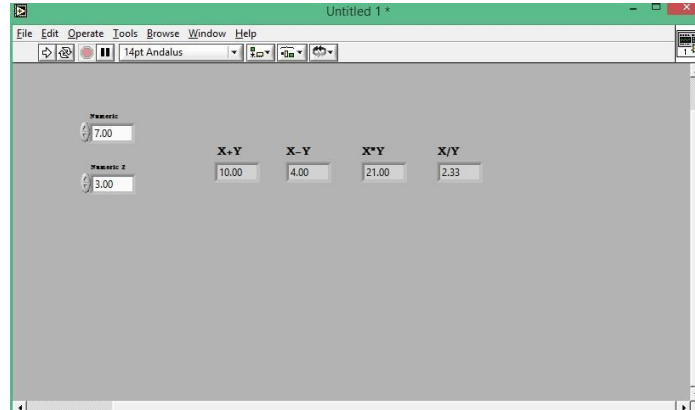 Untitled 1 *
File Edit Operate Tools Browse Window Help
14pt Andalus
1
Numeric
7.00
X+Y X-Y X*Y X/Y
10.00 4.00 21.00 2.33
Numeric 2
3.00